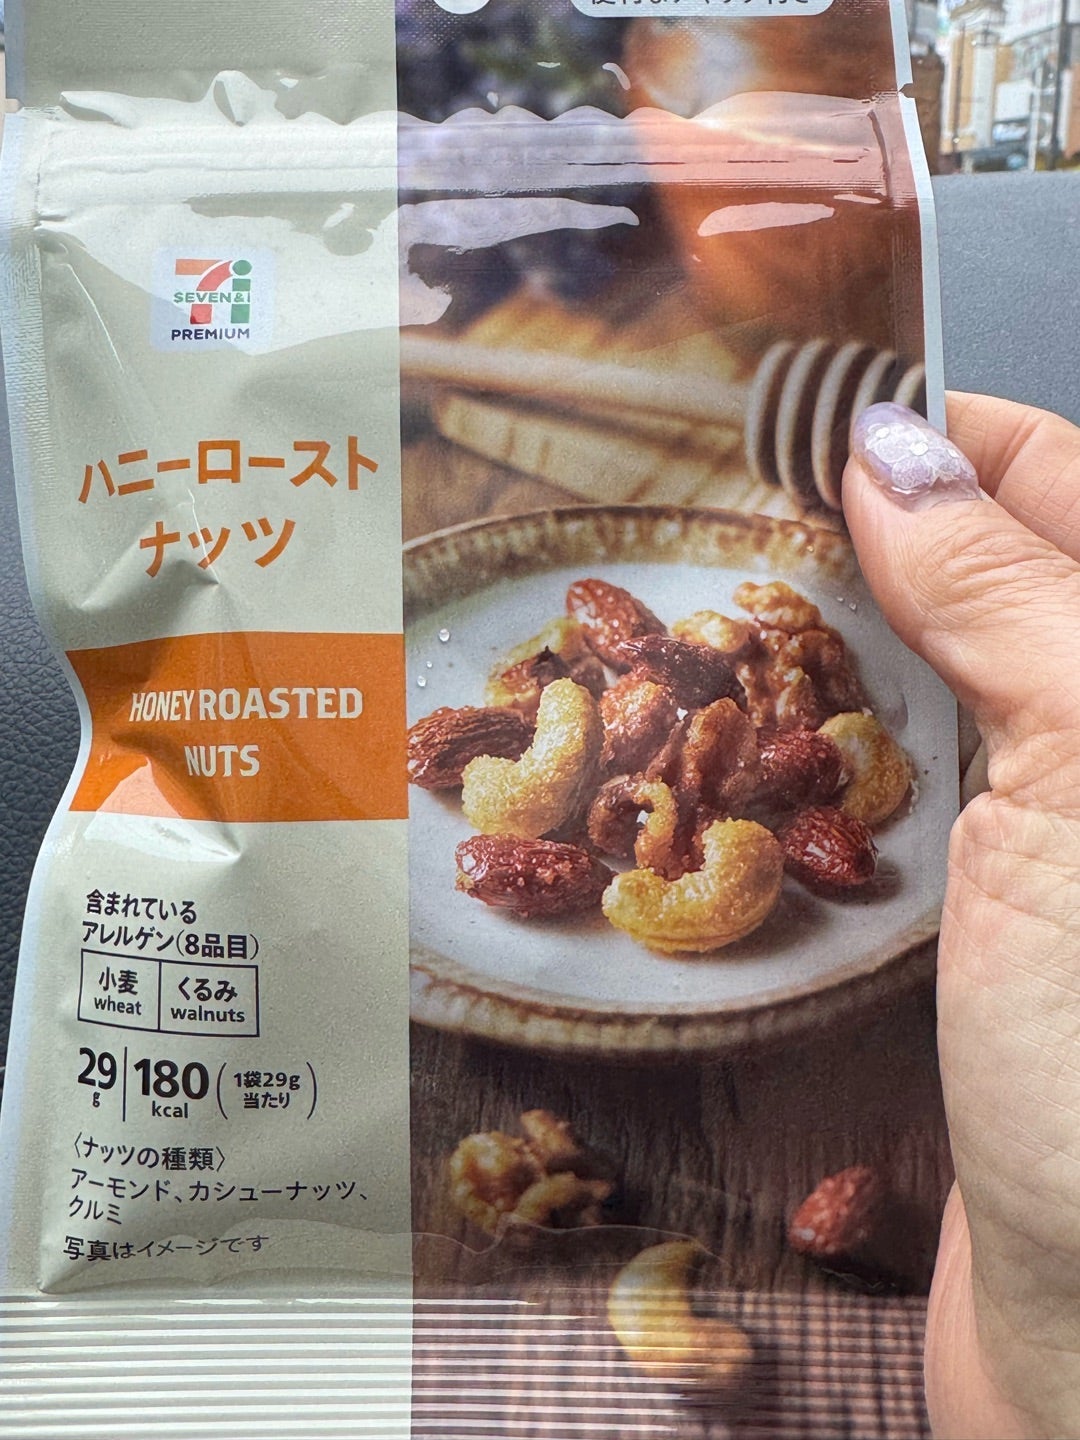 SEVEN&i
PREMIUM
ハニーロースト
ナッツ
HONEY ROASTED
NUTS
含まれている
アレルゲン(8品目)
小麦
wheat
くるみ
walnuts
29g
180kcal
(1袋29g当たり)
〈ナッツの種類〉
アーモンド、カシューナッツ、
クルミ
写真はイメージです